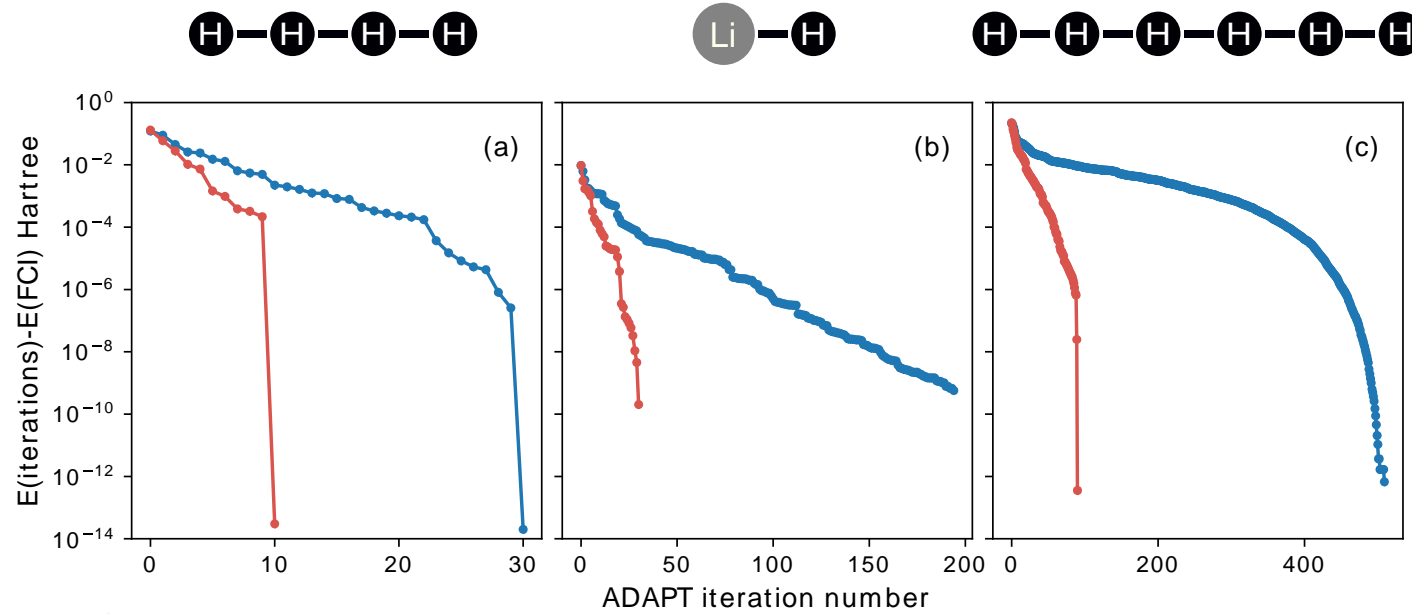 H H H H
Li H
H H H H H H
E(iterations)-E(FCI) Hartree
10^0
10^-2
10^-4
10^-6
10^-8
10^-10
10^-12
10^-14
(a)
0 10 20 30
(b)
0 50 100 150 200
(c)
0 200 400
ADAPT iteration number